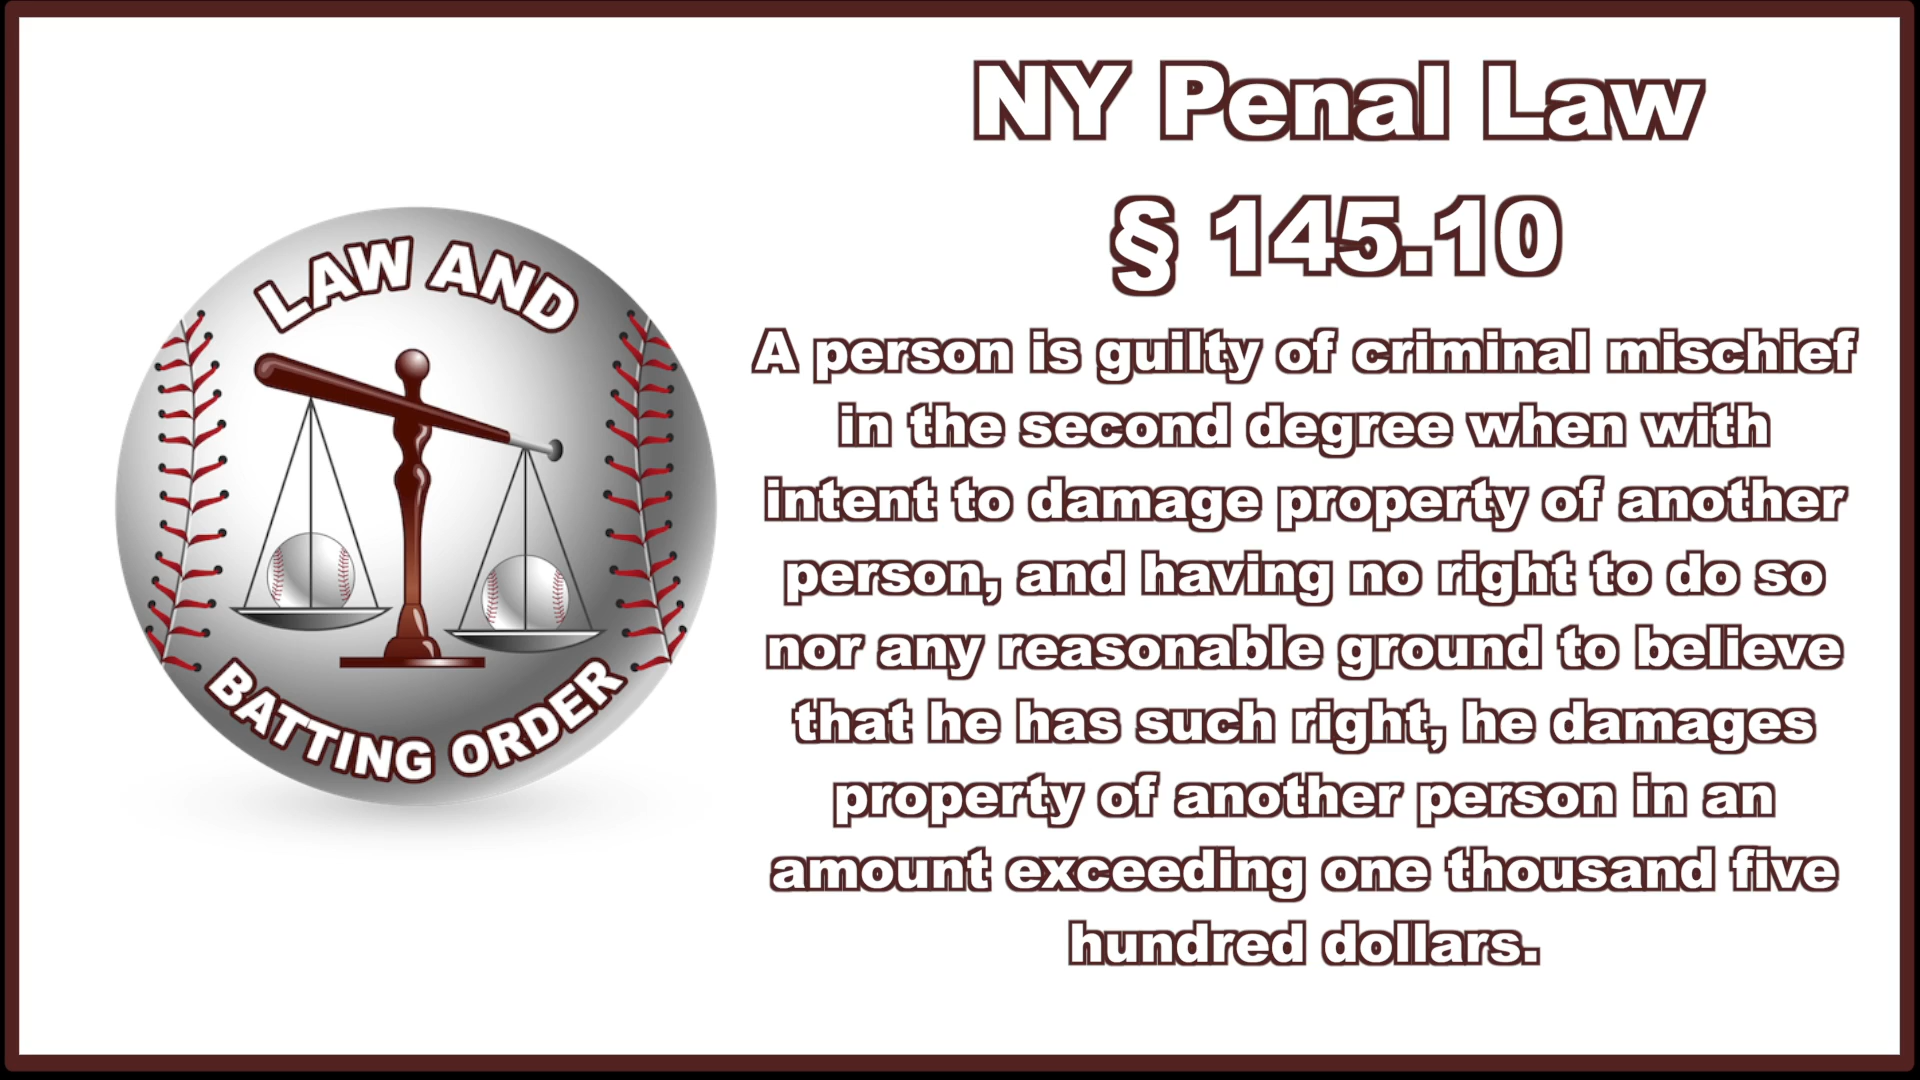 LAW AND
BATTING ORDER
NY Penal Law
§ 145.10
A person is guilty of criminal mischief
in the second degree when with
intent to damage property of another
person, and having no right to do so
nor any reasonable ground to believe
that he has such right, he damages
property of another person in an
amount exceeding one thousand five
hundred dollars.